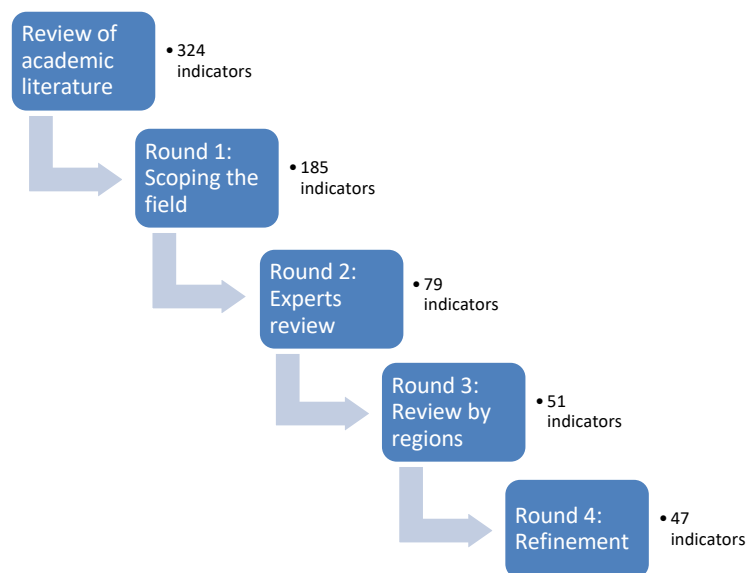 Review of
academic
literature
• 324
indicators
Round 1:
Scoping the
field
• 185
indicators
Round 2:
Experts
review
• 79
indicators
Round 3:
Review by
regions
• 51
indicators
Round 4:
Refinement
• 47
indicators